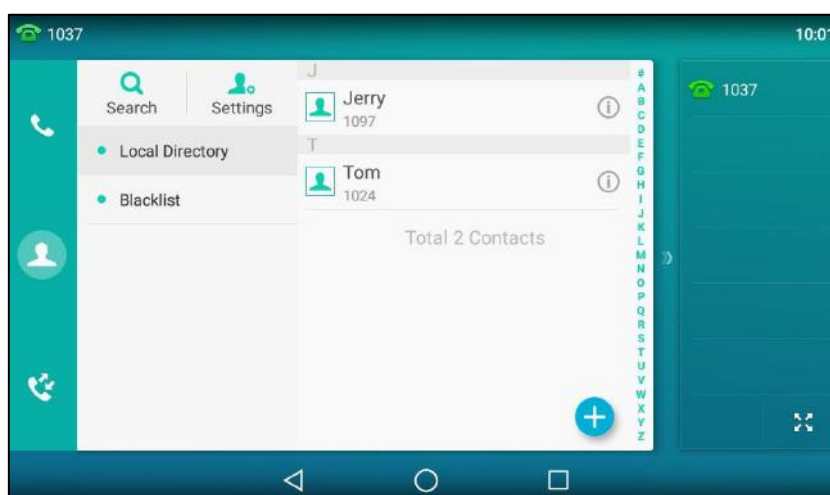 1037
10:01
Search
Settings
Local Directory
Blacklist
J
Jerry
1097
T
Tom
1024
Total 2 Contacts
#
A
B
C
D
E
F
G
H
I
J
K
L
M
N
O
P
Q
R
S
T
U
V
W
X
Y
Z
1037